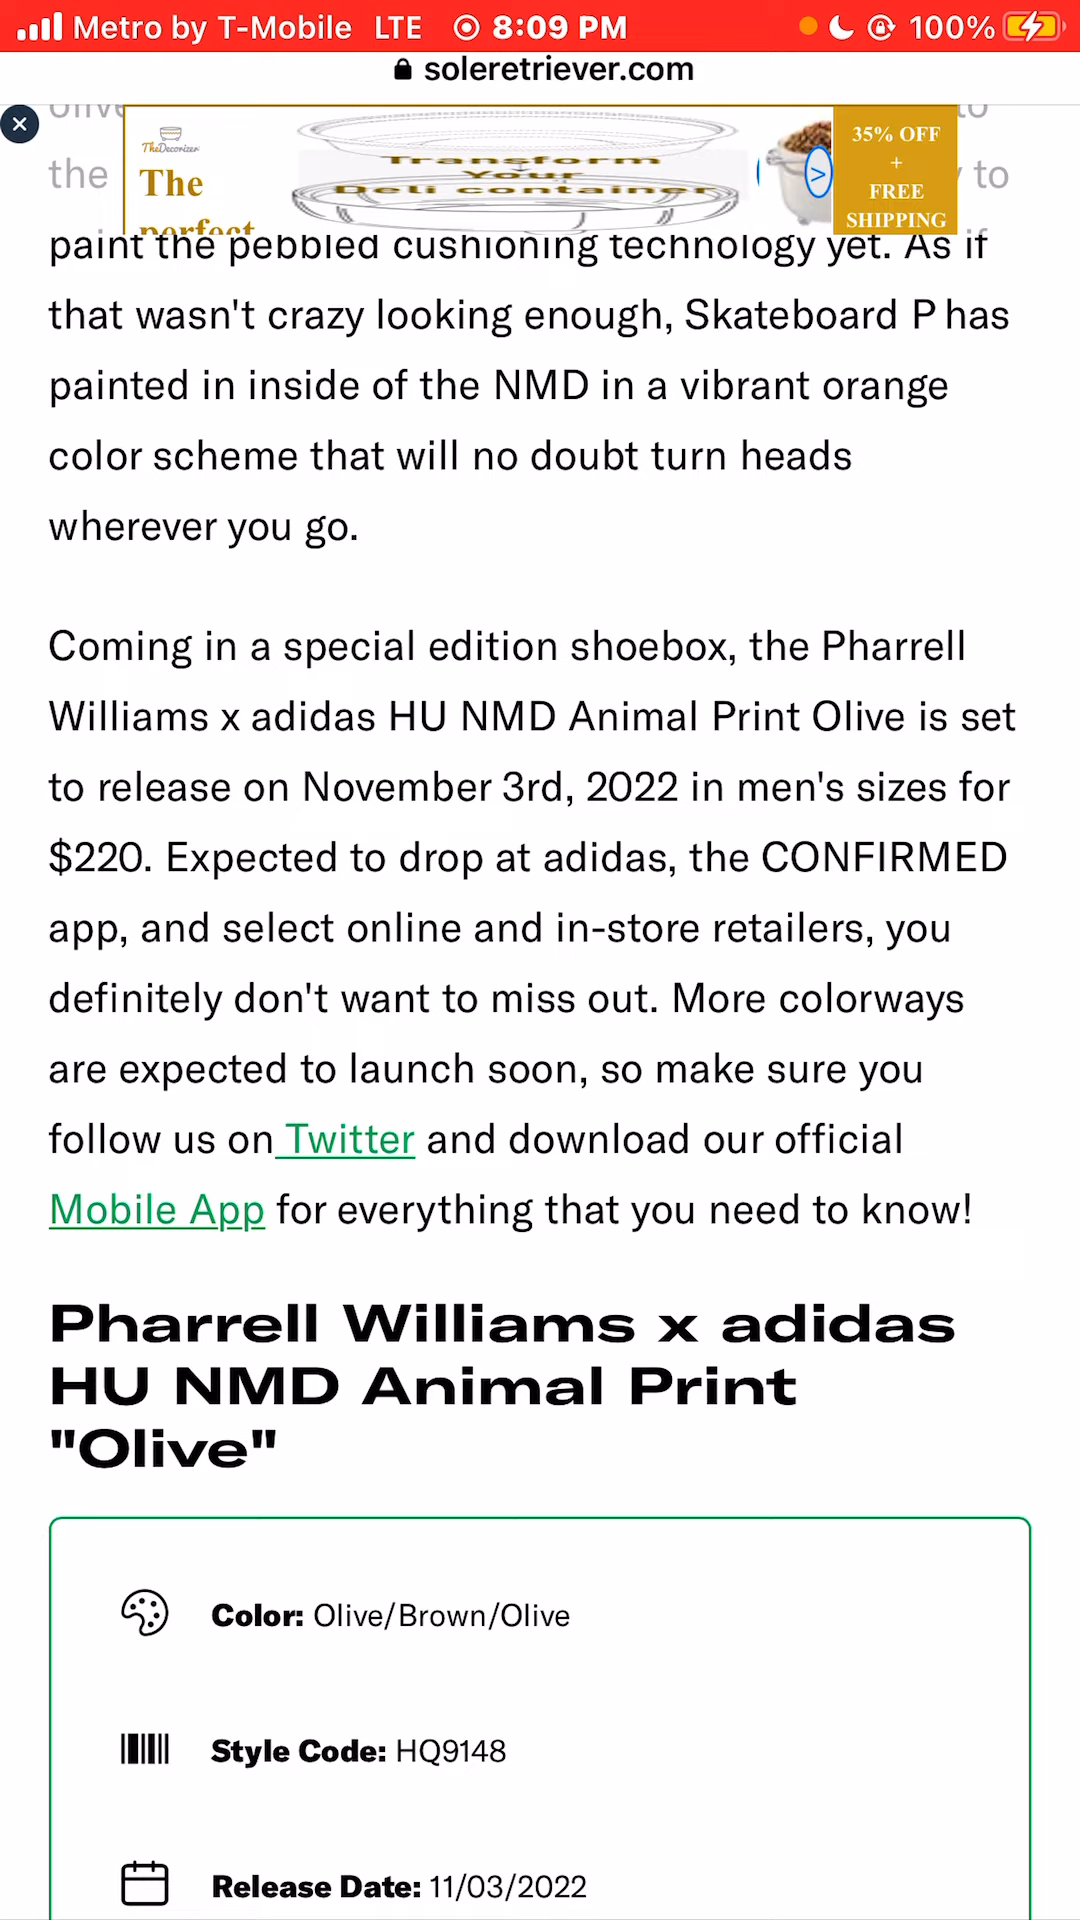 Metro by T-Mobile LTE 8:09 PM 100%
soleretriever.com
TheDecorizer
The
perfect
Transform
Your
Deli container
35% OFF
+
FREE
SHIPPING
the to
paint the pebbled cushioning technology yet. As if
that wasn't crazy looking enough, Skateboard P has
painted in inside of the NMD in a vibrant orange
color scheme that will no doubt turn heads
wherever you go.
Coming in a special edition shoebox, the Pharrell
Williams x adidas HU NMD Animal Print Olive is set
to release on November 3rd, 2022 in men's sizes for
$220. Expected to drop at adidas, the CONFIRMED
app, and select online and in-store retailers, you
definitely don't want to miss out. More colorways
are expected to launch soon, so make sure you
follow us on Twitter and download our official
Mobile App for everything that you need to know!
Pharrell Williams x adidas
HU NMD Animal Print
"Olive"
Color: Olive/Brown/Olive
Style Code: HQ9148
Release Date: 11/03/2022